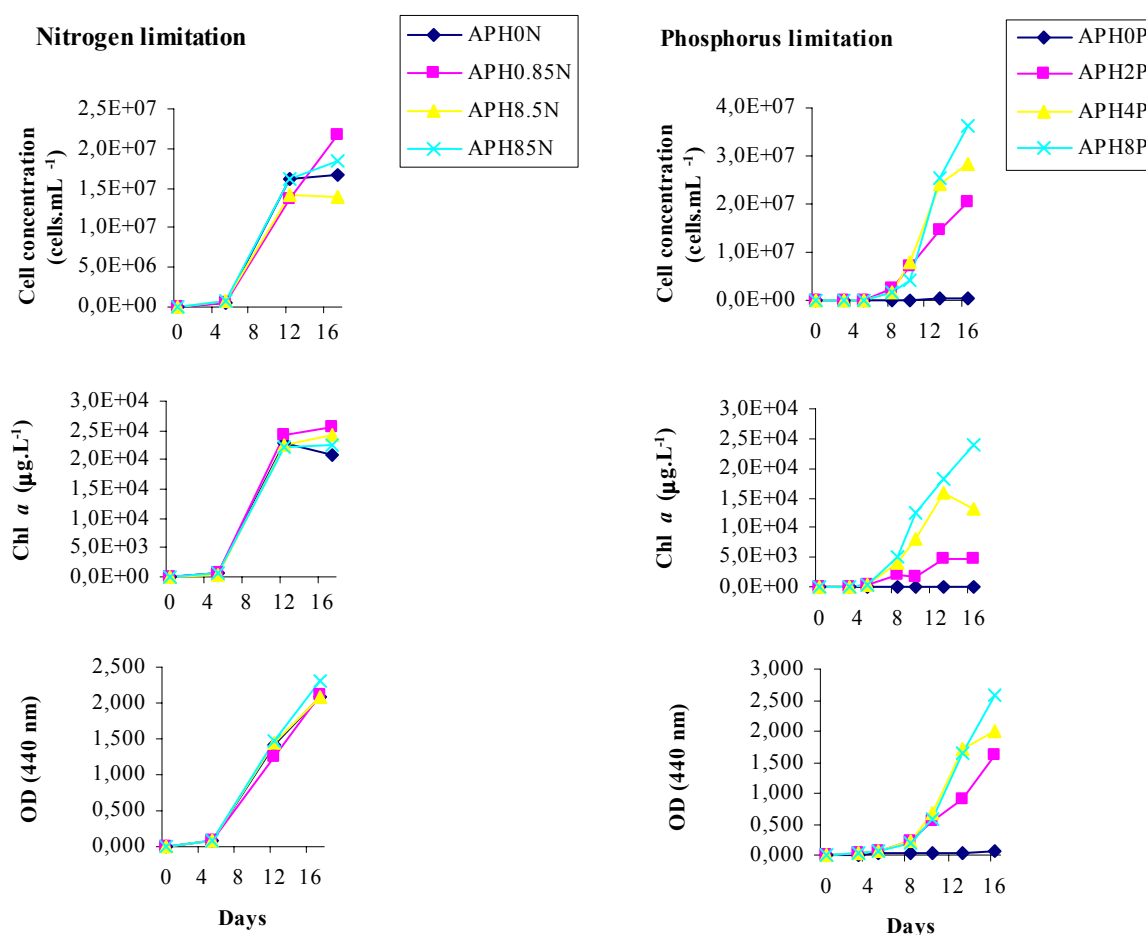 Nitrogen limitation
APH0N
APH0.85N
APH8.5N
APH85N
Cell concentration
(cells.mL⁻¹)
2,5E+07
2,0E+07
1,5E+07
1,0E+07
5,0E+06
0,0E+00
0 4 8 12 16
Chl a (µg.L⁻¹)
3,0E+04
2,5E+04
2,0E+04
1,5E+04
1,0E+04
5,0E+03
0,0E+00
0 4 8 12 16
OD (440 nm)
2,500
2,000
1,500
1,000
0,500
0,000
0 4 8 12 16
Days
Phosphorus limitation
APH0P
APH2P
APH4P
APH8P
Cell concentration
(cells.mL⁻¹)
4,0E+07
3,0E+07
2,0E+07
1,0E+07
0,0E+00
0 4 8 12 16
Chl a (µg.L⁻¹)
3,0E+04
2,5E+04
2,0E+04
1,5E+04
1,0E+04
5,0E+03
0,0E+00
0 4 8 12 16
OD (440 nm)
3,000
2,500
2,000
1,500
1,000
0,500
0,000
0 4 8 12 16
Days